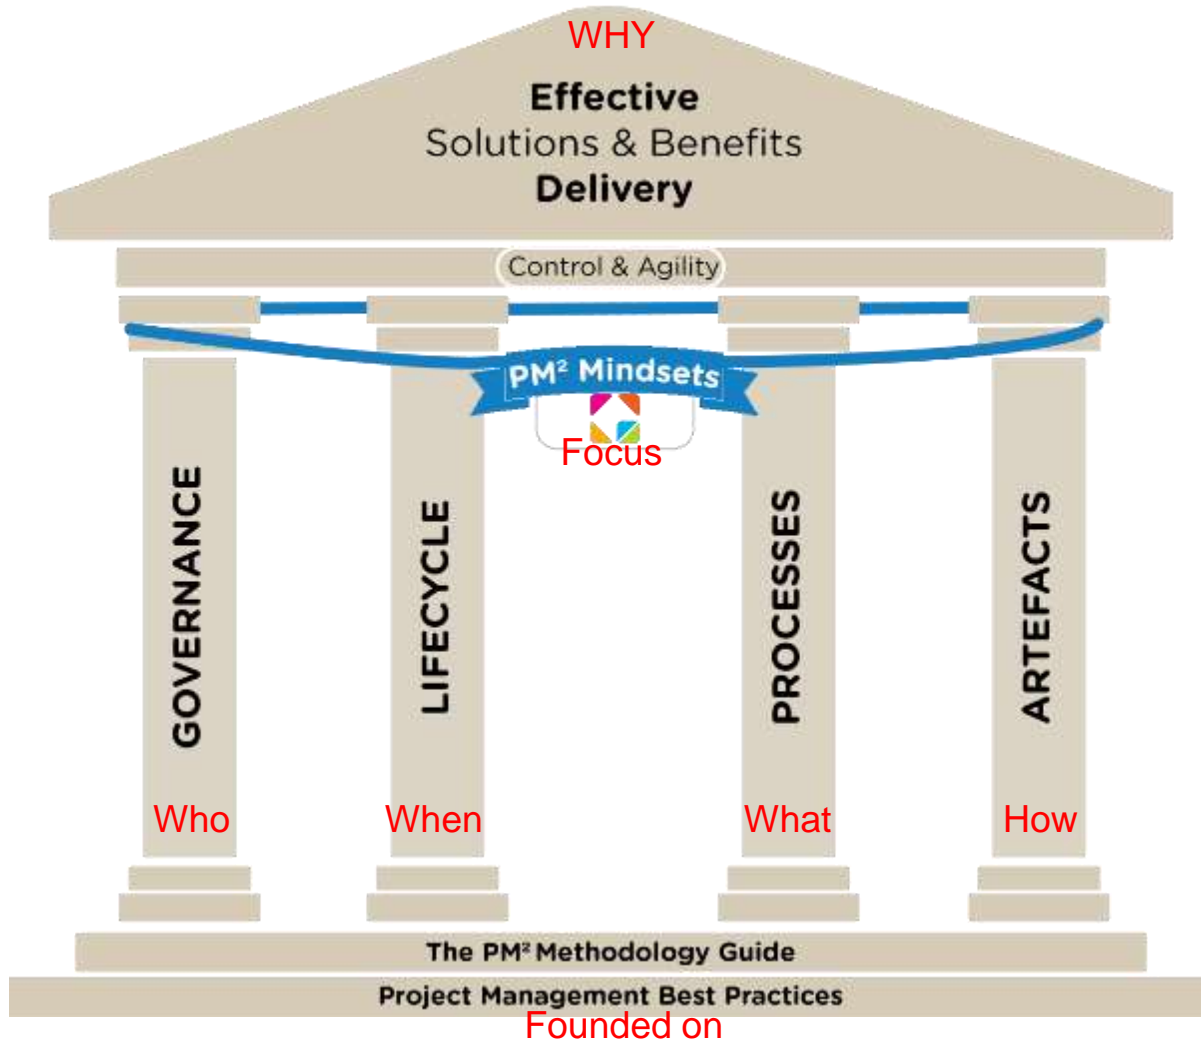 WHY
Effective
Solutions & Benefits
Delivery
Control & Agility
PM² Mindsets
Focus
GOVERNANCE
LIFECYCLE
PROCESSES
ARTEFACTS
Who
When
What
How
The PM² Methodology Guide
Project Management Best Practices
Founded on